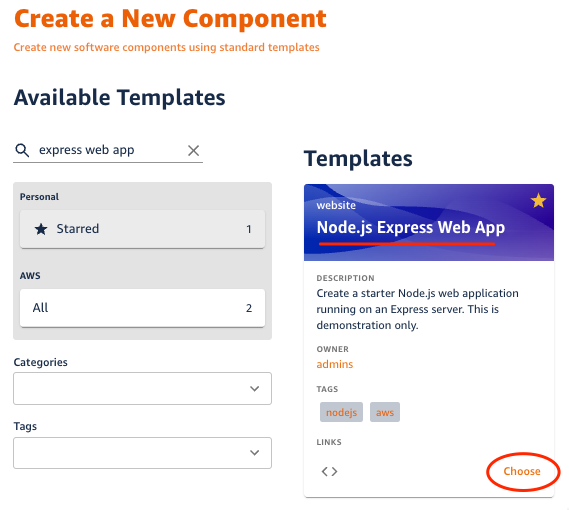 Create a New Component
Create new software components using standard templates
Available Templates
express web app
Personal
Starred 1
AWS
All 2
Categories
Tags
Templates
website
Node.js Express Web App
DESCRIPTION
Create a starter Node.js web application
running on an Express server. This is
demonstration only.
OWNER
admins
TAGS
nodejs aws
LINKS
Choose